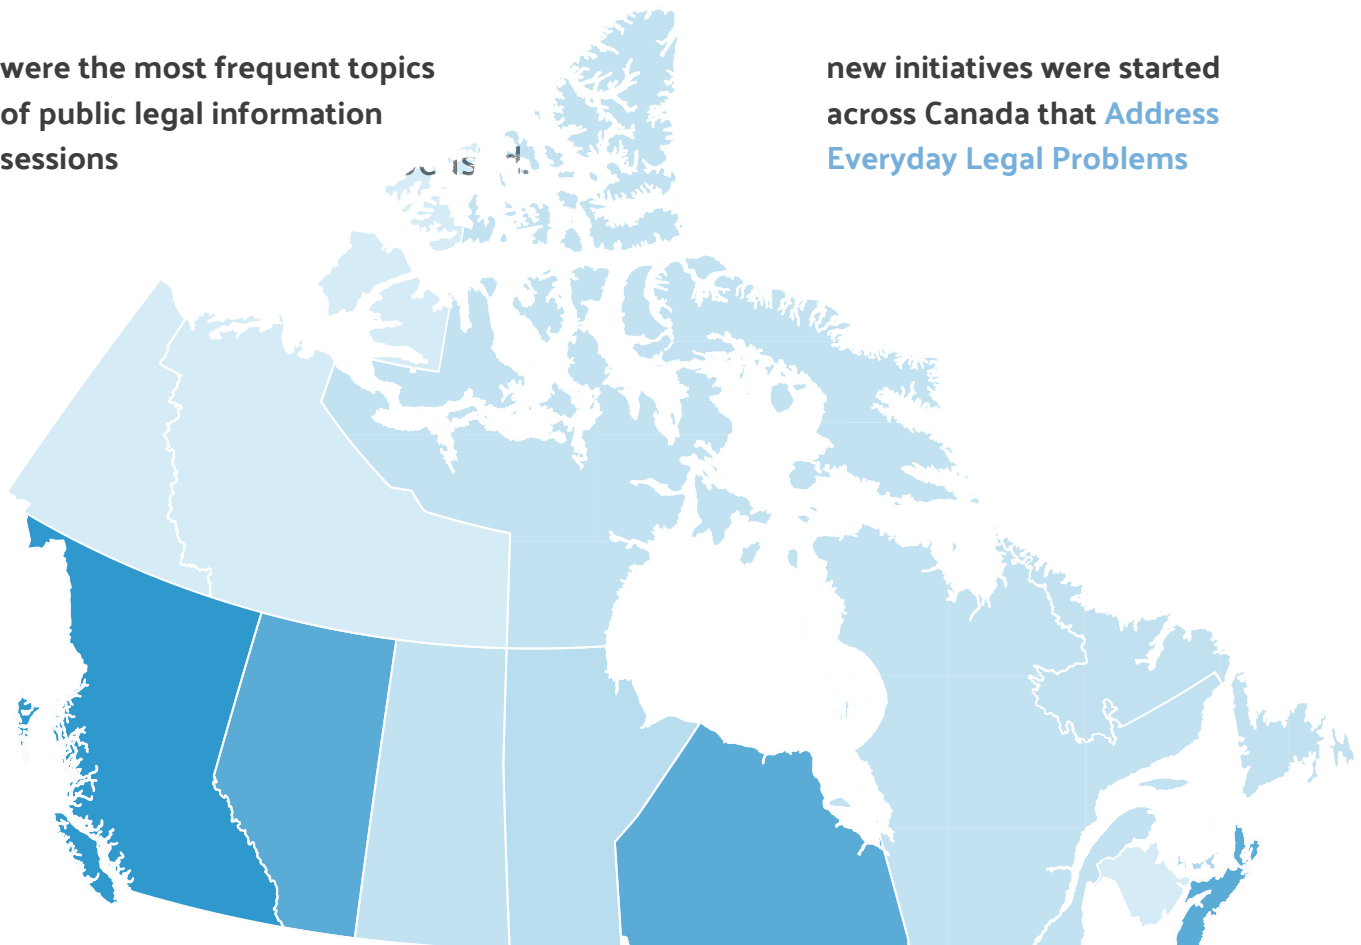 were the most frequent topics
of public legal information
sessions
new initiatives were started
across Canada that Address
Everyday Legal Problems